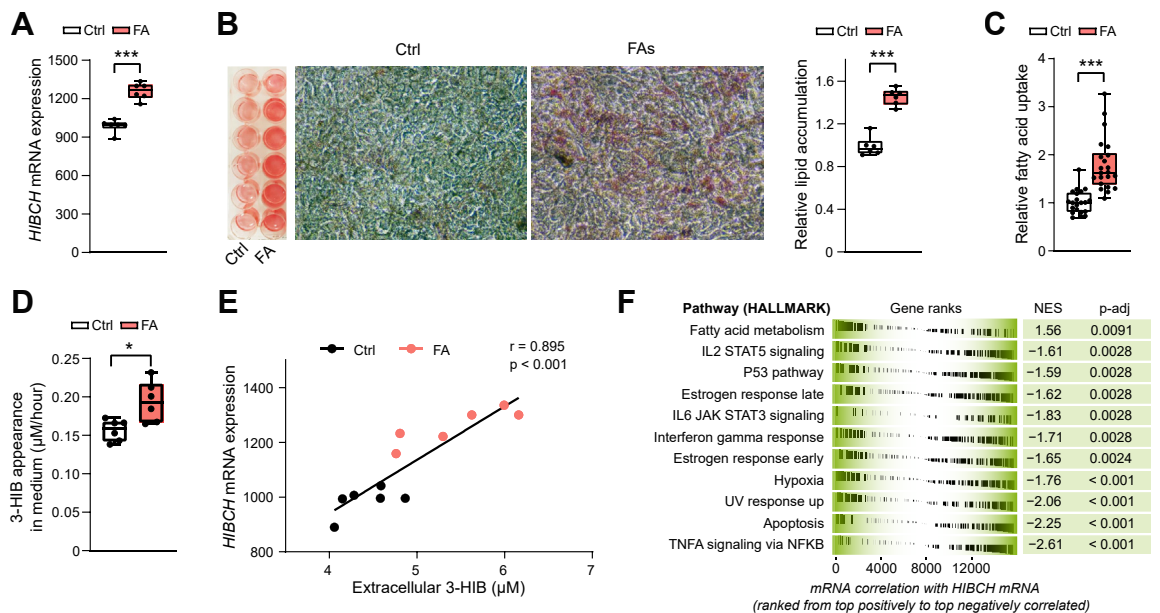 A
Ctrl FA
***
HIBCH mRNA expression
1500
1200
900
600
300
0
B
Ctrl
FAs
Ctrl
FA
Ctrl FA
***
Relative lipid accumulation
1.6
1.2
0.8
0.4
0
C
Ctrl FA
***
Relative fatty acid uptake
4
3
2
1
0
D
Ctrl FA
*
3-HIB appearance
in medium (µM/hour)
0.25
0.20
0.15
0.10
0.05
0
E
Ctrl FA
r = 0.895
p < 0.001
HIBCH mRNA expression
1400
1200
1000
800
4 5 6 7
Extracellular 3-HIB (µM)
F
Pathway (HALLMARK) Gene ranks NES p-adj
Fatty acid metabolism 1.56 0.0091
IL2 STAT5 signaling −1.61 0.0028
P53 pathway −1.59 0.0028
Estrogen response late −1.62 0.0028
IL6 JAK STAT3 signaling −1.83 0.0028
Interferon gamma response −1.71 0.0028
Estrogen response early −1.65 0.0024
Hypoxia −1.76 < 0.001
UV response up −2.06 < 0.001
Apoptosis −2.25 < 0.001
TNFA signaling via NFKB −2.61 < 0.001
0 4000 8000 12000
mRNA correlation with HIBCH mRNA
(ranked from top positively to top negatively correlated)